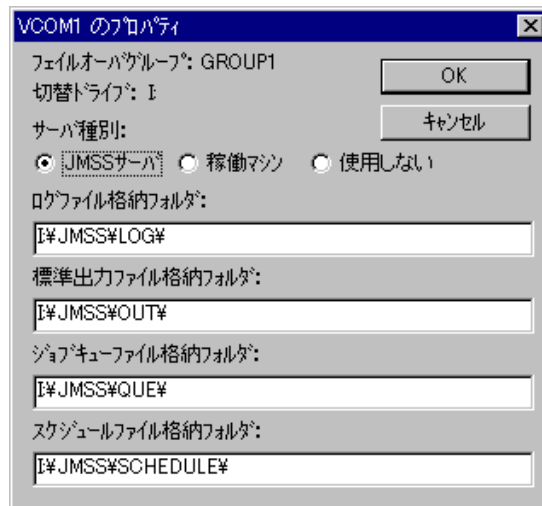 VCOM1 のﾌﾟﾛﾊﾟﾃｨ
ﾌｪｲﾙｵｰﾊﾞｸﾞﾙｰﾌﾟ: GROUP1
OK
切替ﾄﾞﾗｲﾌﾞ: I:
キャンセル
サーバ種別:
JMSSサーバ 稼働マシン 使用しない
ログファイル格納フォルダ:
I:¥JMSS¥LOG¥
標準出力ファイル格納フォルダ:
I:¥JMSS¥OUT¥
ジョブキューファイル格納フォルダ:
I:¥JMSS¥QUE¥
スケジュールファイル格納フォルダ:
I:¥JMSS¥SCHEDULE¥